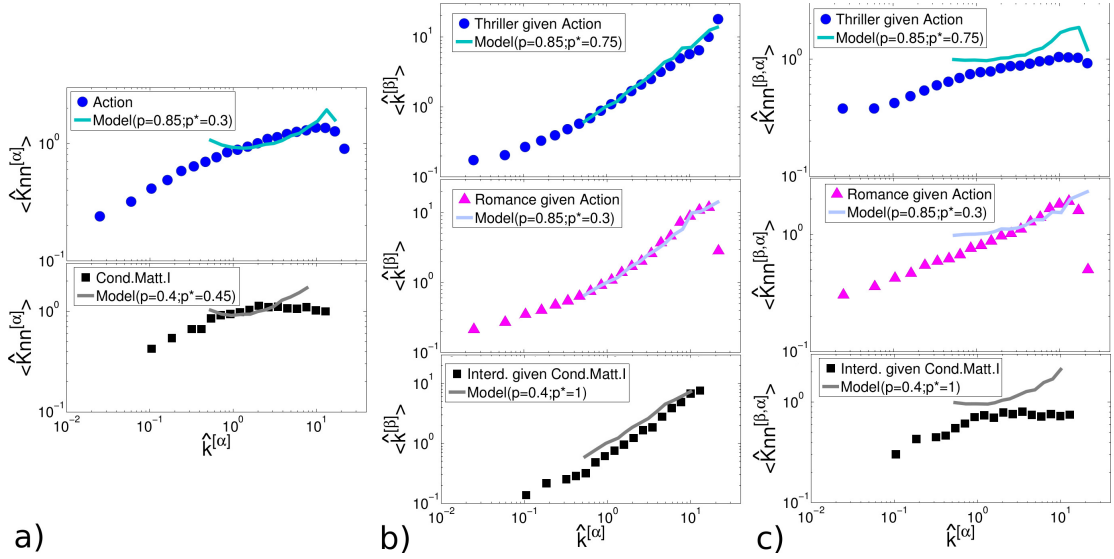 Action
Model(p=0.85;p*=0.3)
<K̂nn[α]>
10^0
10^-1
Cond.Matt.I
Model(p=0.4;p*=0.45)
<K̂nn[α]>
10^0
10^-1
10^-2 10^-1 10^0 10^1
k̂[α]
a)
Thriller given Action
Model(p=0.85;p*=0.75)
<k̂[β]>
10^1
10^0
10^-1
Romance given Action
Model(p=0.85;p*=0.3)
<k̂[β]>
10^1
10^0
10^-1
Interd. given Cond.Matt.I
Model(p=0.4;p*=1)
<k̂[β]>
10^1
10^0
10^-1
10^-2 10^-1 10^0 10^1
k̂[α]
b)
Thriller given Action
Model(p=0.85;p*=0.75)
<K̂nn[β,α]>
10^0
10^-1
Romance given Action
Model(p=0.85;p*=0.3)
<K̂nn[β,α]>
10^0
10^-1
Interd. given Cond.Matt.I
Model(p=0.4;p*=1)
<K̂nn[β,α]>
10^0
10^-1
10^-2 10^-1 10^0 10^1
k̂[α]
c)